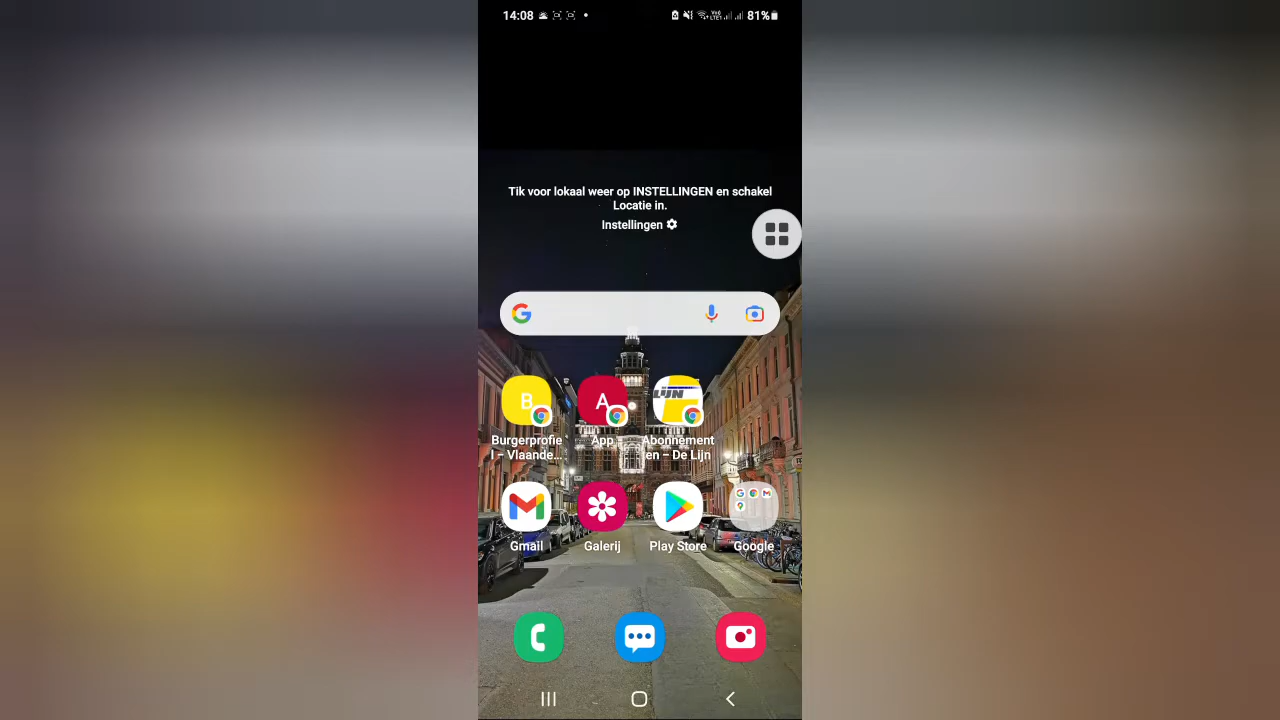 14:08
81%
Tik voor lokaal weer op INSTELLINGEN en schakel
Locatie in.
Instellingen
G
B
A
LIJN
Burgerprofie
l – Vlaande...
App
Abonnement
en – De Lijn
Gmail
Galerij
Play Store
Google